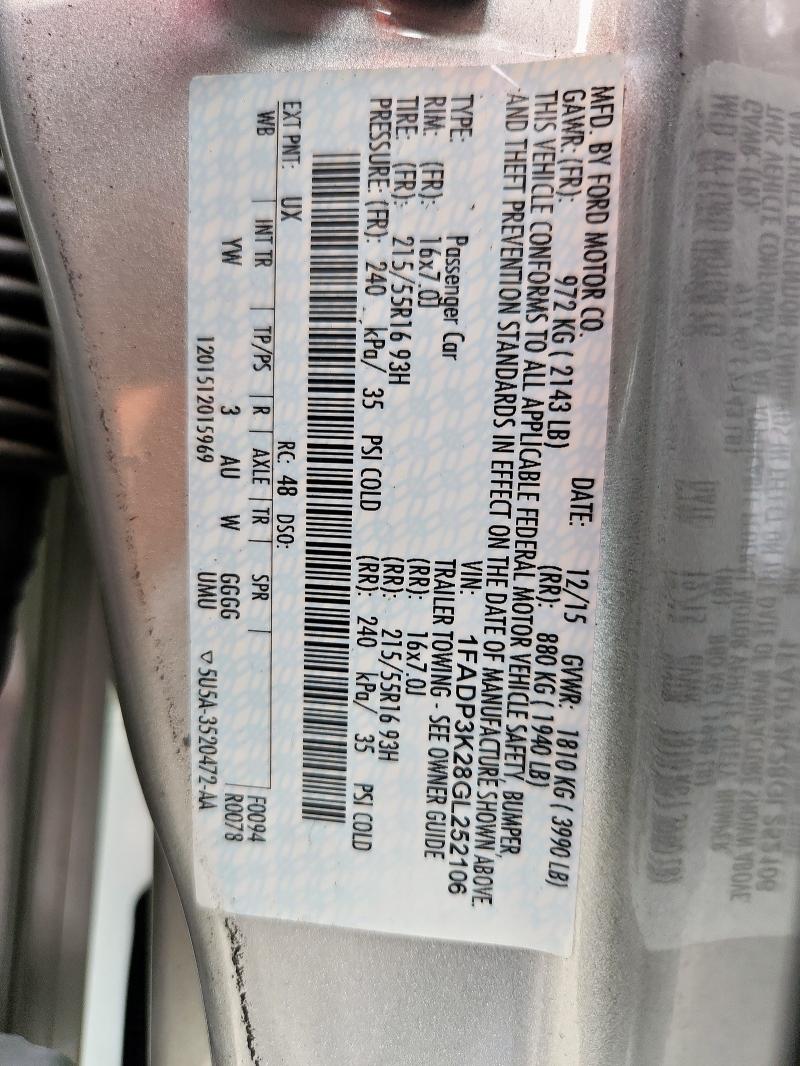 MFD. BY FORD MOTOR CO. DATE: 12/15 GVWR: 1810 KG ( 3990 LB)
GAWR: (FR): 972 KG ( 2143 LB) (RR): 880 KG ( 1940 LB)
THIS VEHICLE CONFORMS TO ALL APPLICABLE FEDERAL MOTOR VEHICLE SAFETY, BUMPER,
AND THEFT PREVENTION STANDARDS IN EFFECT ON THE DATE OF MANUFACTURE SHOWN ABOVE.
VIN: 1FADP3K28GL252106
TYPE: Passenger Car TRAILER TOWING - SEE OWNER GUIDE
RIM: (FR): 16x7.0J (RR): 16x7.0J
TIRE: (FR): 215/55R16 93H (RR): 215/55R16 93H
PRESSURE: (FR): 240 kPa/ 35 PSI COLD (RR): 240 kPa/ 35 PSI COLD
EXT PNT: UX RC: 48 DSO:
WB INT TR TP/PS R AXLE TR SPR F0094
YW 3 AU W GGGG R0078
1201512015969 UMU ▽5U5A-3520472-AA